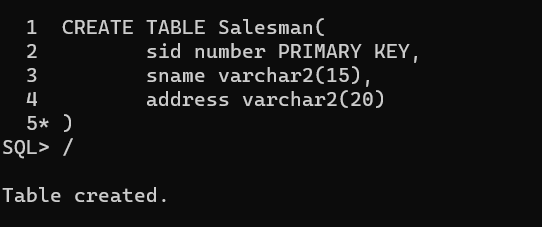 1 CREATE TABLE Salesman(
2 sid number PRIMARY KEY,
3 sname varchar2(15),
4 address varchar2(20)
5* )
SQL> /
Table created.